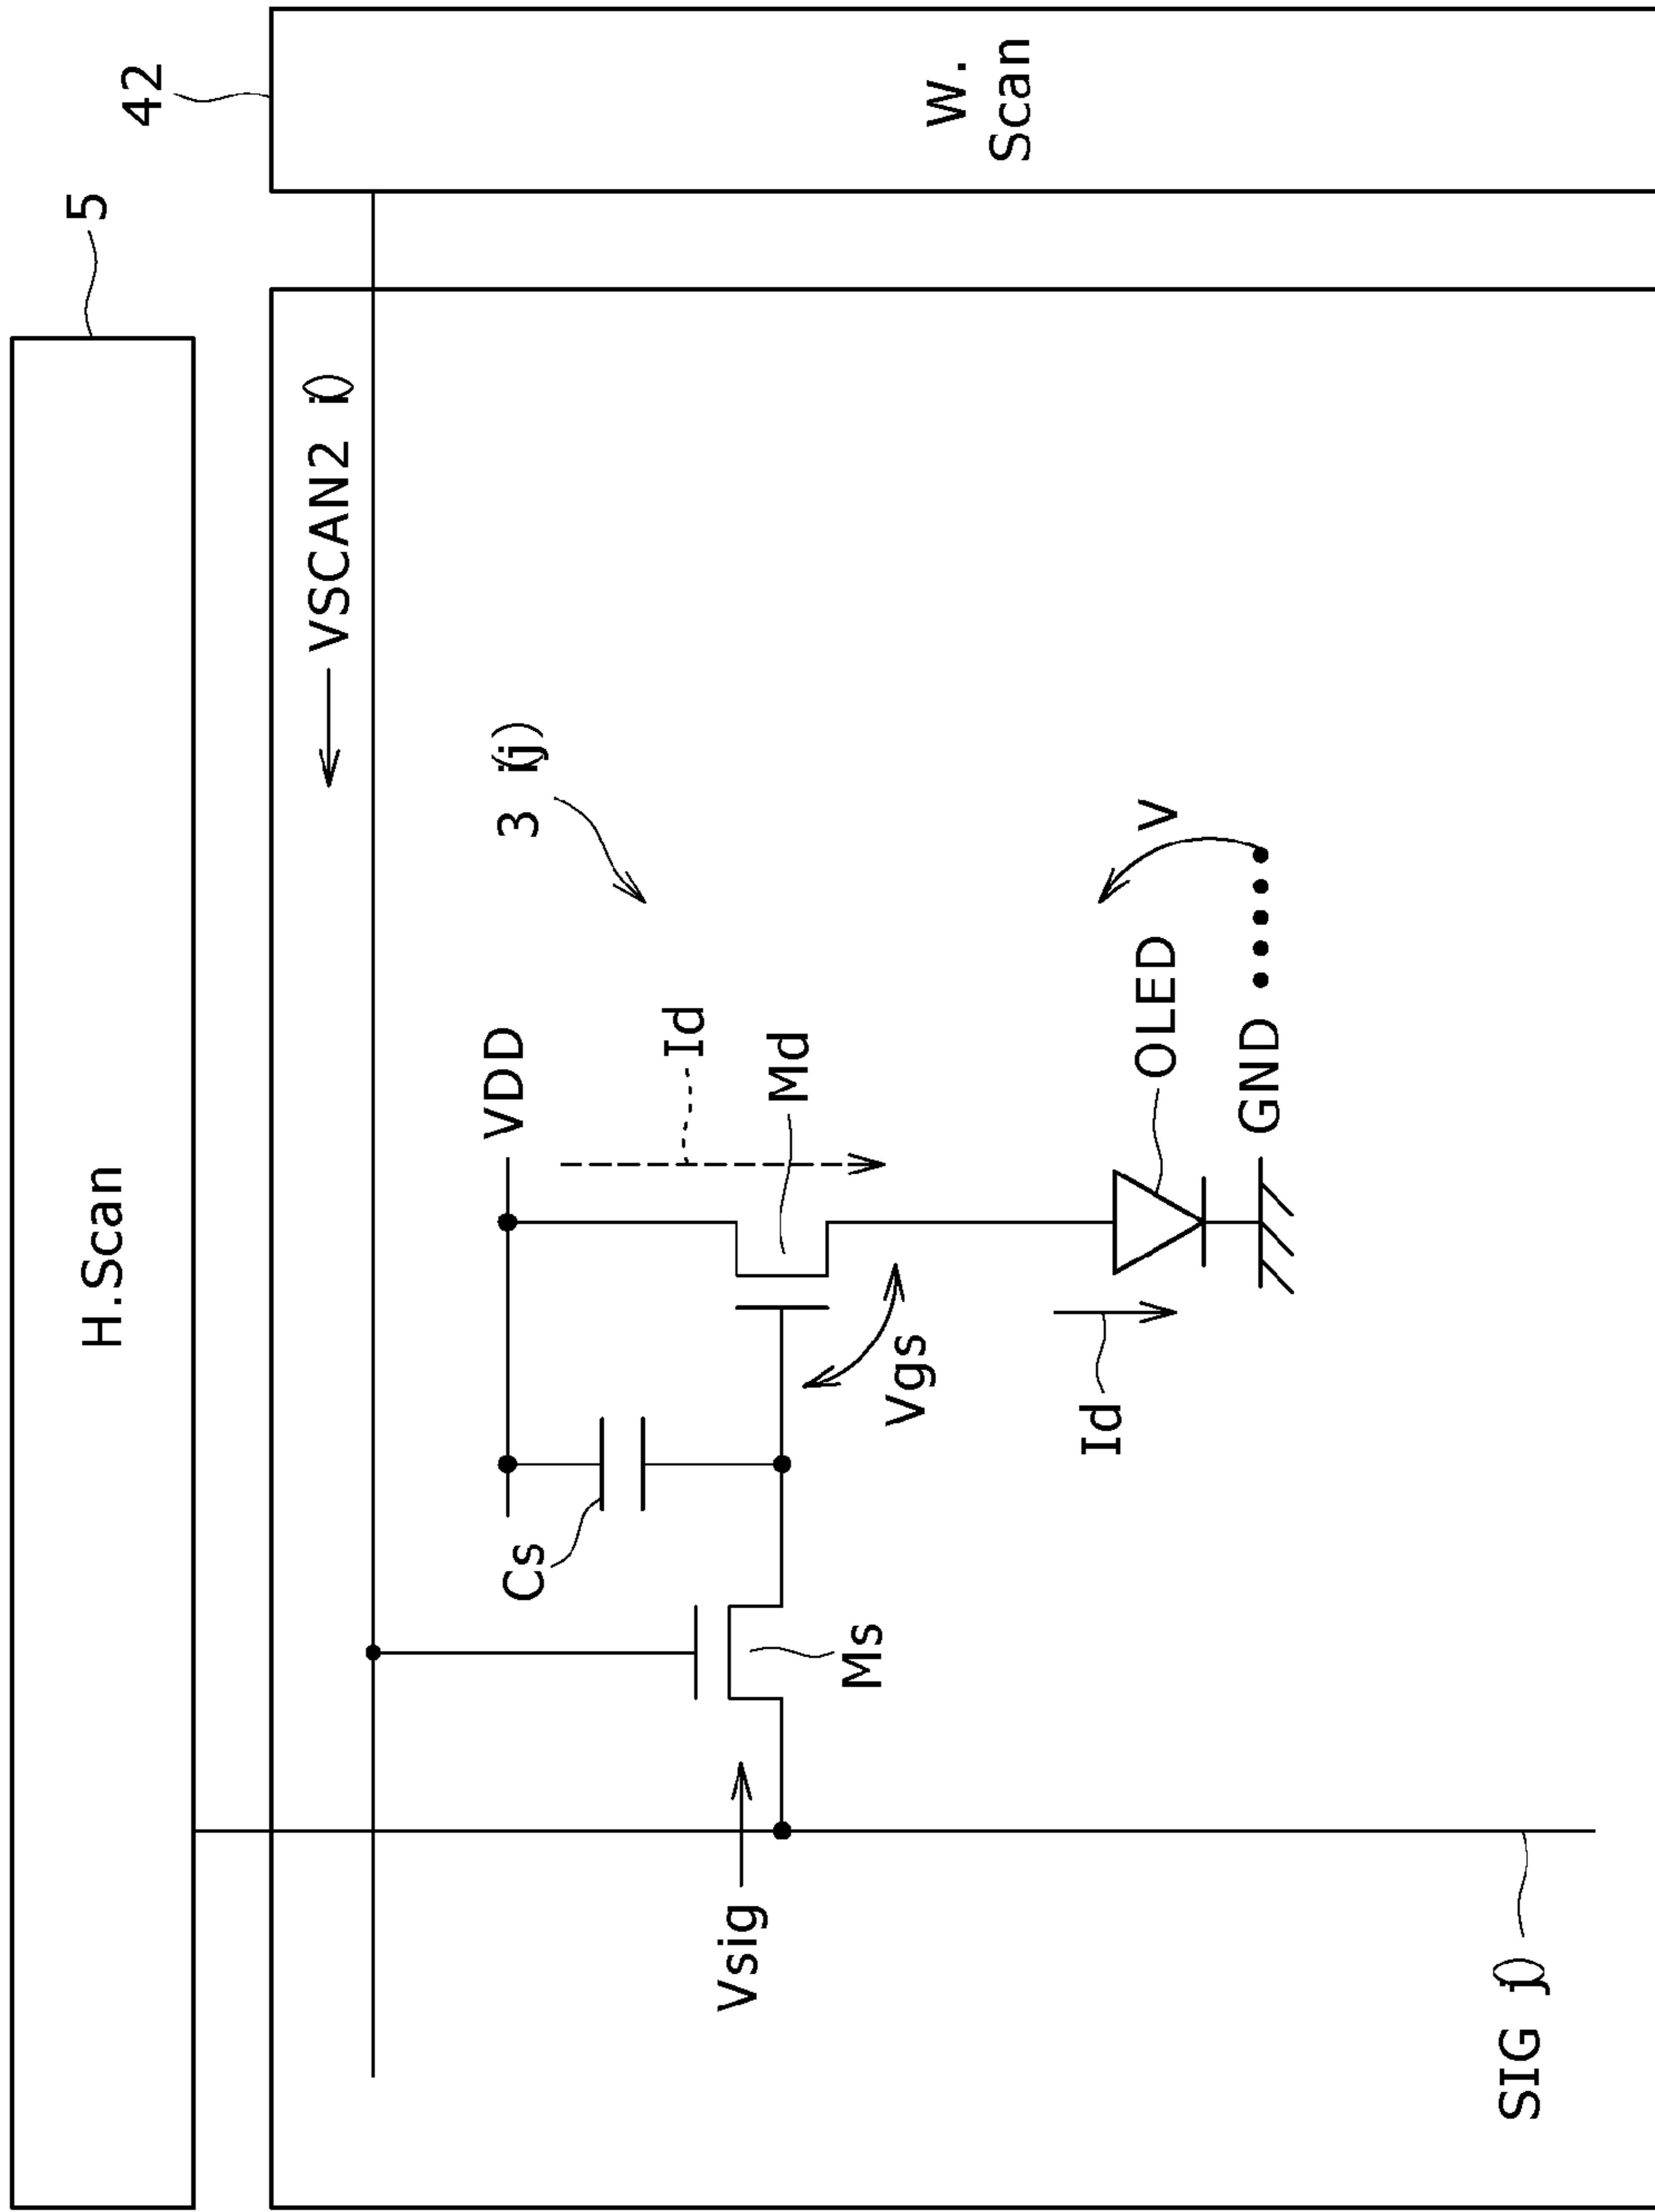 5
H.Scan
42
VSCAN2 i()
VDD
3 i(j)
Cs
Id
Vsig
Md
Ms
Vgs
W.
Scan
Id
V
OLED
GND
SIG j()